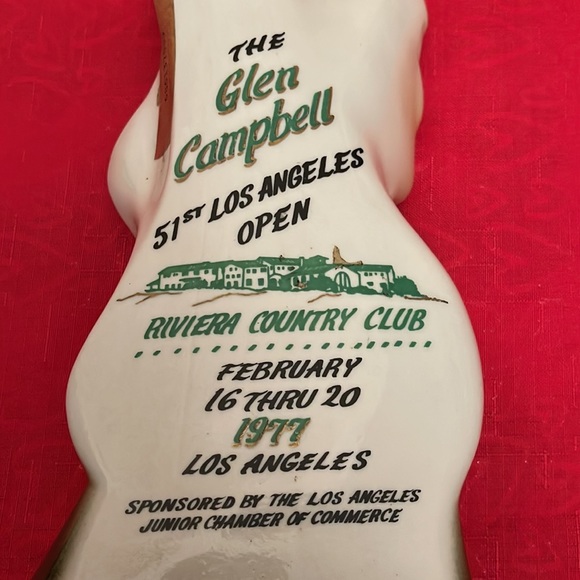 THE
Glen
Campbell
51ST LOS ANGELES
OPEN
RIVIERA COUNTRY CLUB
FEBRUARY
16 THRU 20
1977
LOS ANGELES
SPONSORED BY THE LOS ANGELES
JUNIOR CHAMBER OF COMMERCE